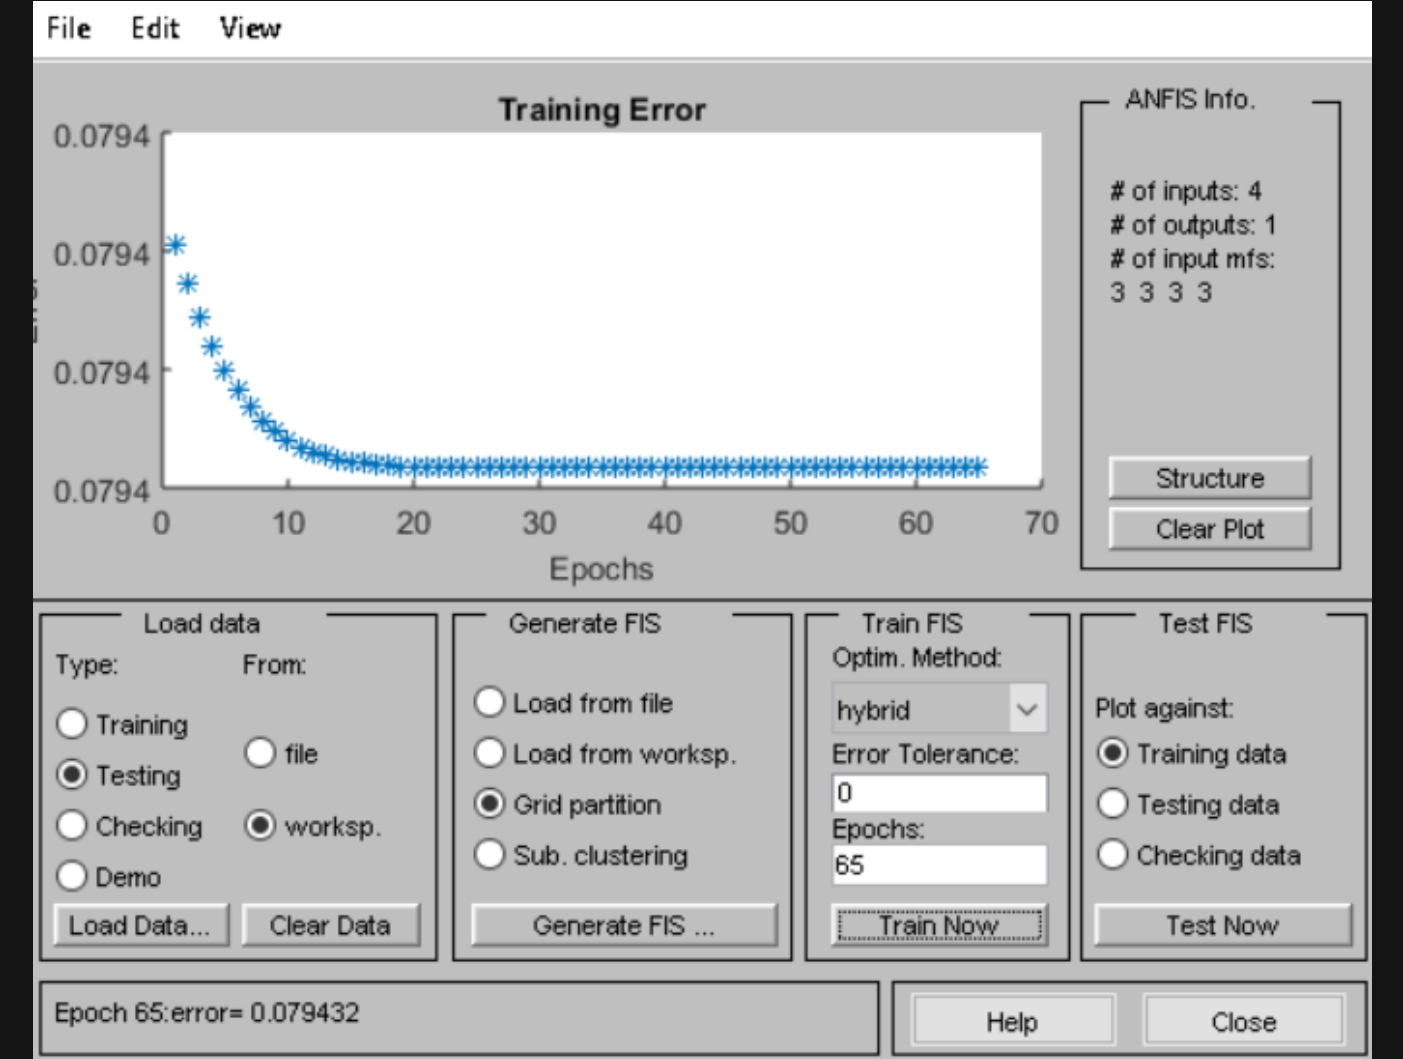 File Edit View
Training Error
0.0794
0.0794
0.0794
0.0794
0 10 20 30 40 50 60 70
Epochs
ANFIS Info.
# of inputs: 4
# of outputs: 1
# of input mfs:
3 3 3 3
Structure
Clear Plot
Load data
Type: From:
Training
Testing
Checking
Demo
file
worksp.
Load Data... Clear Data
Generate FIS
Load from file
Load from worksp.
Grid partition
Sub. clustering
Generate FIS ...
Train FIS
Optim. Method:
hybrid
Error Tolerance:
0
Epochs:
65
Train Now
Test FIS
Plot against:
Training data
Testing data
Checking data
Test Now
Epoch 65:error= 0.079432
Help Close